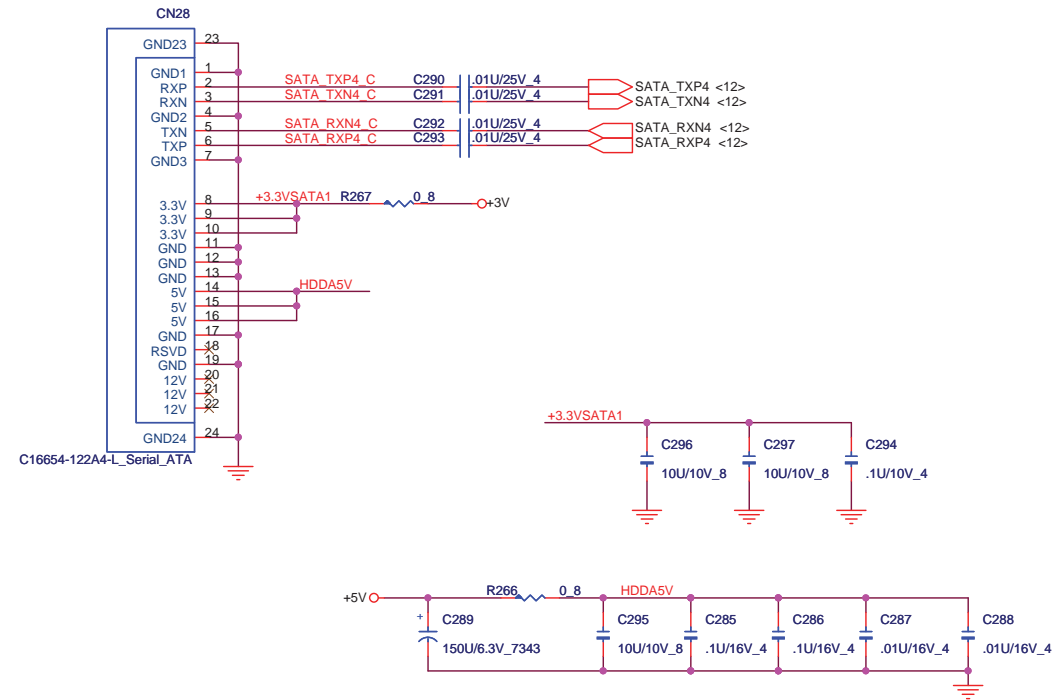 CN28
GND23 23
GND1 1
RXP 2 SATA_TXP4_C C290 .01U/25V_4 SATA_TXP4 <12>
RXN 3 SATA_TXN4_C C291 .01U/25V_4 SATA_TXN4 <12>
GND2 4
TXN 5 SATA_RXN4_C C292 .01U/25V_4 SATA_RXN4 <12>
TXP 6 SATA_RXP4_C C293 .01U/25V_4 SATA_RXP4 <12>
GND3 7
3.3V 8 +3.3VSATA1 R267 0_8 +3V
3.3V 9
3.3V 10
GND 11
GND 12
GND 13
5V 14 HDDA5V
5V 15
5V 16
GND 17
RSVD 18
GND 19
12V 20
12V 21
12V 22
GND24 24
C16654-122A4-L_Serial_ATA
+3.3VSATA1
C296 C297 C294
10U/10V_8 10U/10V_8 .1U/10V_4
+5V R266 0_8 HDDA5V
+ C289 C295 C285 C286 C287 C288
150U/6.3V_7343 10U/10V_8 .1U/16V_4 .1U/16V_4 .01U/16V_4 .01U/16V_4